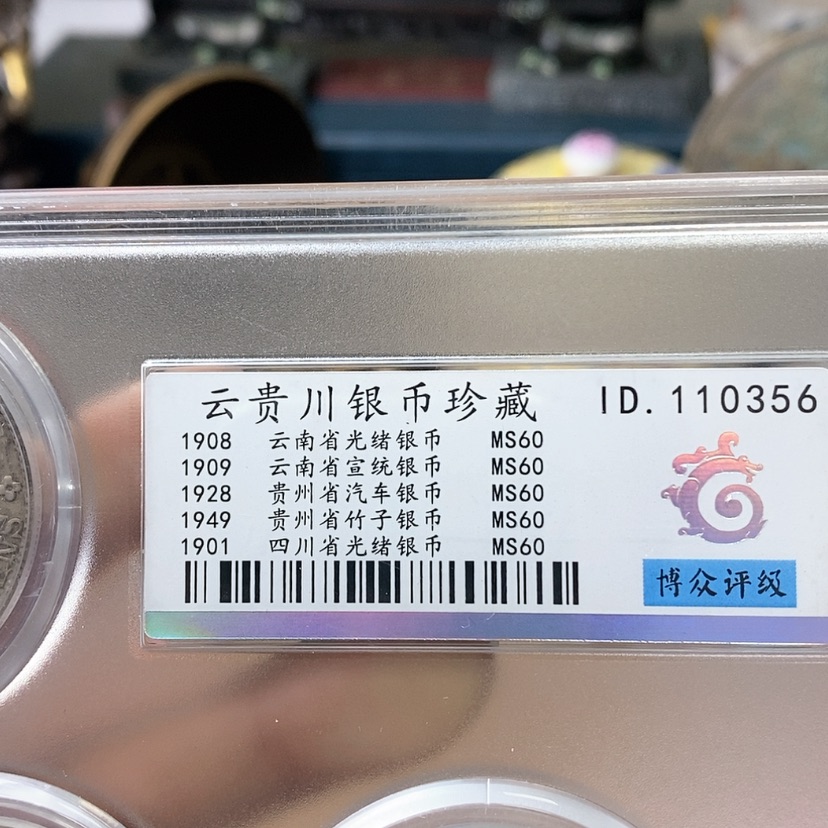 云贵川银币珍藏 ID.110356
1908 云南省光绪银币 MS60
1909 云南省宣统银币 MS60
1928 贵州省汽车银币 MS60
1949 贵州省竹子银币 MS60
1901 四川省光绪银币 MS60
博众评级